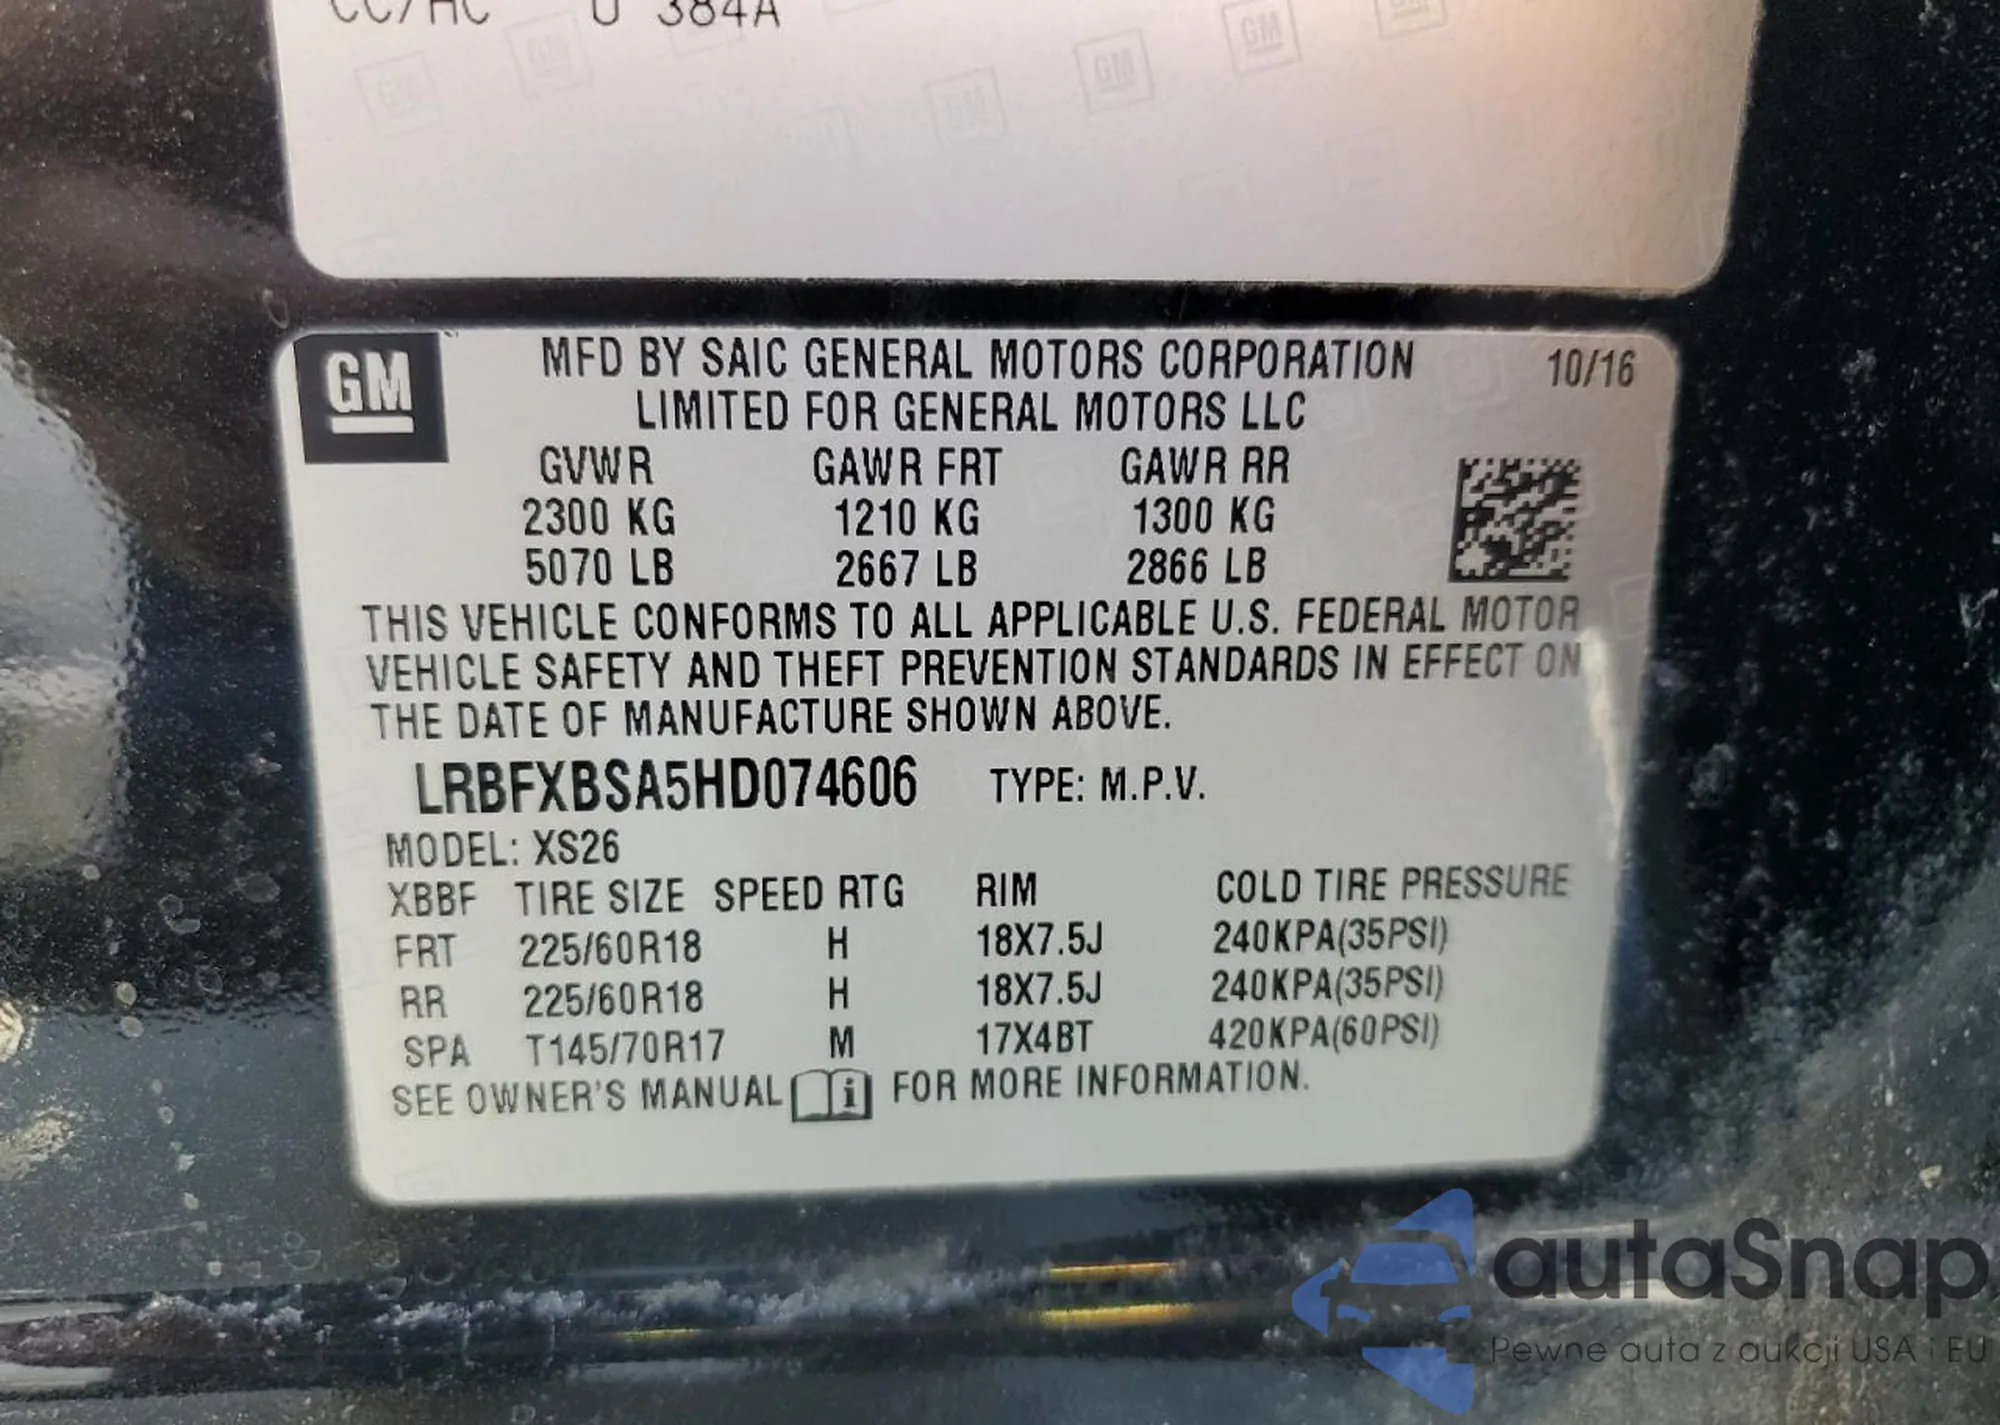 CC/HC U 384A
GM
MFD BY SAIC GENERAL MOTORS CORPORATION 10/16
LIMITED FOR GENERAL MOTORS LLC
GVWR GAWR FRT GAWR RR
2300 KG 1210 KG 1300 KG
5070 LB 2667 LB 2866 LB
THIS VEHICLE CONFORMS TO ALL APPLICABLE U.S. FEDERAL MOTOR
VEHICLE SAFETY AND THEFT PREVENTION STANDARDS IN EFFECT ON
THE DATE OF MANUFACTURE SHOWN ABOVE.
LRBFXBSA5HD074606 TYPE: M.P.V.
MODEL: XS26
XBBF TIRE SIZE SPEED RTG RIM COLD TIRE PRESSURE
FRT 225/60R18 H 18X7.5J 240KPA(35PSI)
RR 225/60R18 H 18X7.5J 240KPA(35PSI)
SPA T145/70R17 M 17X4BT 420KPA(60PSI)
SEE OWNER'S MANUAL i FOR MORE INFORMATION.
autaSnap
Pewne auta z aukcji USA i EU